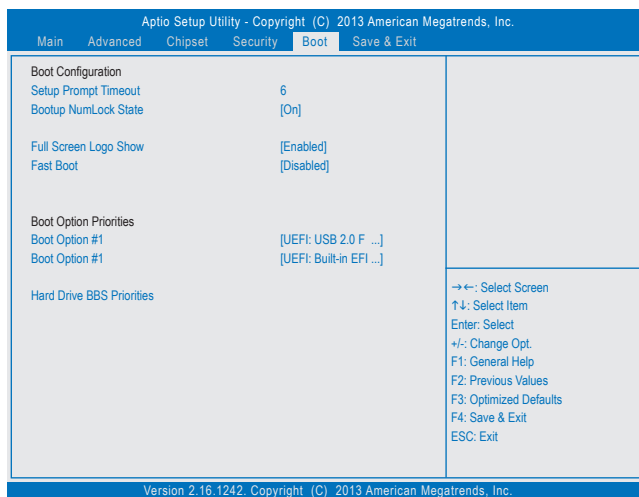 Aptio Setup Utility - Copyright (C) 2013 American Megatrends, Inc.
Main Advanced Chipset Security Boot Save & Exit
Boot Configuration
Setup Prompt Timeout 6
Bootup NumLock State [On]
Full Screen Logo Show [Enabled]
Fast Boot [Disabled]
Boot Option Priorities
Boot Option #1 [UEFI: USB 2.0 F ...]
Boot Option #1 [UEFI: Built-in EFI ...]
Hard Drive BBS Priorities
→←: Select Screen
↑↓: Select Item
Enter: Select
+/-: Change Opt.
F1: General Help
F2: Previous Values
F3: Optimized Defaults
F4: Save & Exit
ESC: Exit
Version 2.16.1242. Copyright (C) 2013 American Megatrends, Inc.